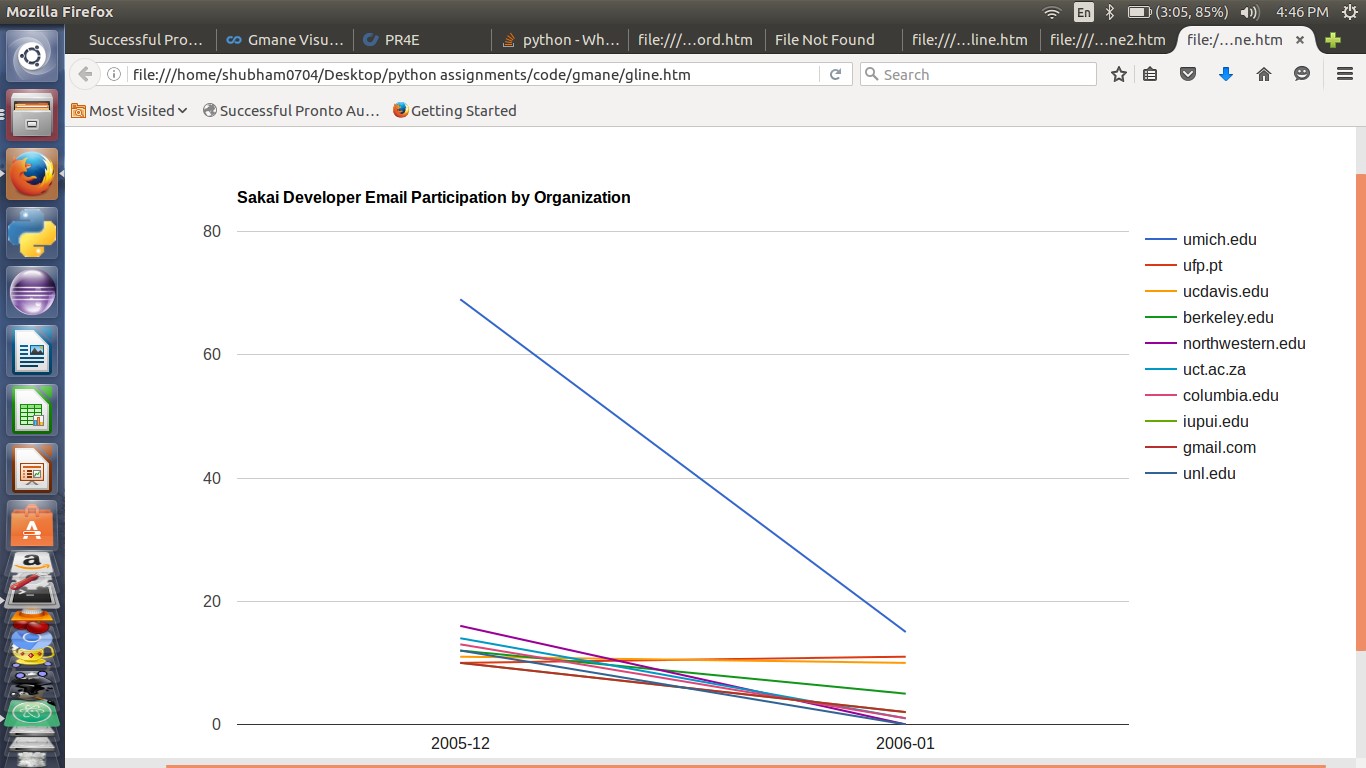 Mozilla Firefox
En
(3:05, 85%)
4:46 PM
Successful Pro...
Gmane Visu...
PR4E
python - Wh...
file:///...ord.htm
File Not Found
file:///...line.htm
file:///...ne2.htm
file:/...ne.htm
file:///home/shubham0704/Desktop/python assignments/code/gmane/gline.htm
Search
Most Visited
Successful Pronto Au...
Getting Started
Sakai Developer Email Participation by Organization
80
60
40
20
0
2005-12
2006-01
umich.edu
ufp.pt
ucdavis.edu
berkeley.edu
northwestern.edu
uct.ac.za
columbia.edu
iupui.edu
gmail.com
unl.edu